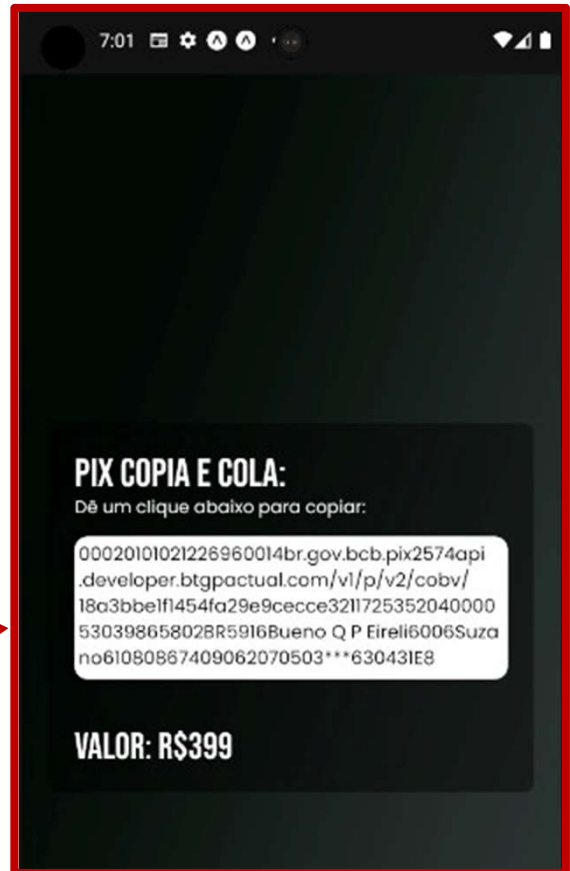 7:01
PIX COPIA E COLA:
Dê um clique abaixo para copiar:
00020101021226960014br.gov.bcb.pix2574api
.developer.btgpactual.com/v1/p/v2/cobv/
18a3bbe1f1454fa29e9cecce3211725352040000
53039865802BR5916Bueno Q P Eireli6006Suza
no61080867409062070503***630431E8
VALOR: R$399